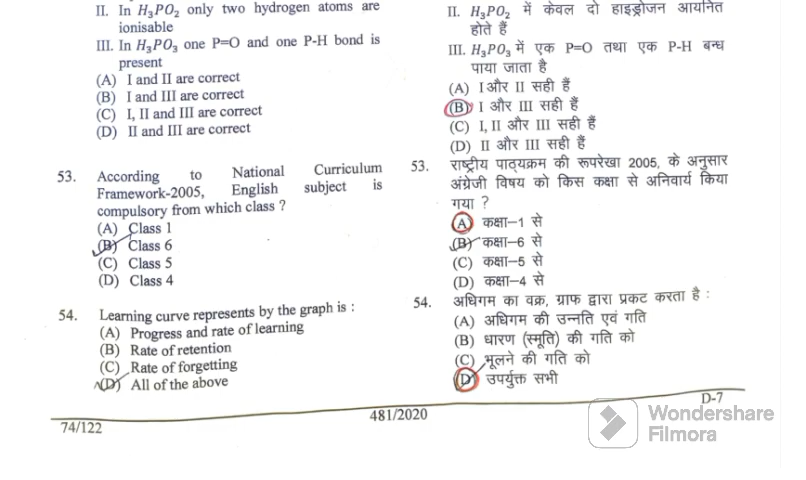 II. In H₃PO₂ only two hydrogen atoms are
ionisable
III. In H₃PO₃ one P=O and one P-H bond is
present
(A) I and II are correct
(B) I and III are correct
(C) I, II and III are correct
(D) II and III are correct
53. According to National Curriculum
Framework-2005, English subject is
compulsory from which class ?
(A) Class 1
(B) Class 6
(C) Class 5
(D) Class 4
54. Learning curve represents by the graph is :
(A) Progress and rate of learning
(B) Rate of retention
(C) Rate of forgetting
(D) All of the above
II. H₃PO₂ में केवल दो हाइड्रोजन आयनित
होते हैं
III. H₃PO₃ में एक P=O तथा एक P-H बन्ध
पाया जाता है
(A) I और II सही हैं
(B) I और III सही हैं
(C) I, II और III सही हैं
(D) II और III सही हैं
53. राष्ट्रीय पाठ्यक्रम की रूपरेखा 2005, के अनुसार
अंग्रेजी विषय को किस कक्षा से अनिवार्य किया
गया ?
(A) कक्षा–1 से
(B) कक्षा–6 से
(C) कक्षा–5 से
(D) कक्षा–4 से
54. अधिगम का वक्र, ग्राफ द्वारा प्रकट करता है :
(A) अधिगम की उन्नति एवं गति
(B) धारण (स्मृति) की गति को
(C) भूलने की गति को
(D) उपर्युक्त सभी
74/122
481/2020
D-7
Wondershare
Filmora